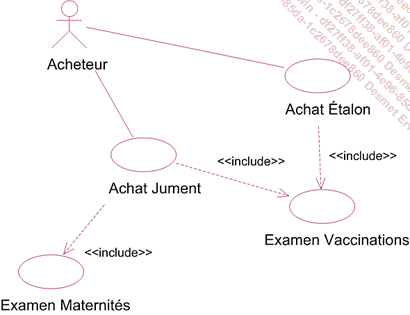 Acheteur
Achat Étalon
<<include>>
Achat Jument
<<include>>
Examen Vaccinations
<<include>>
Examen Maternités